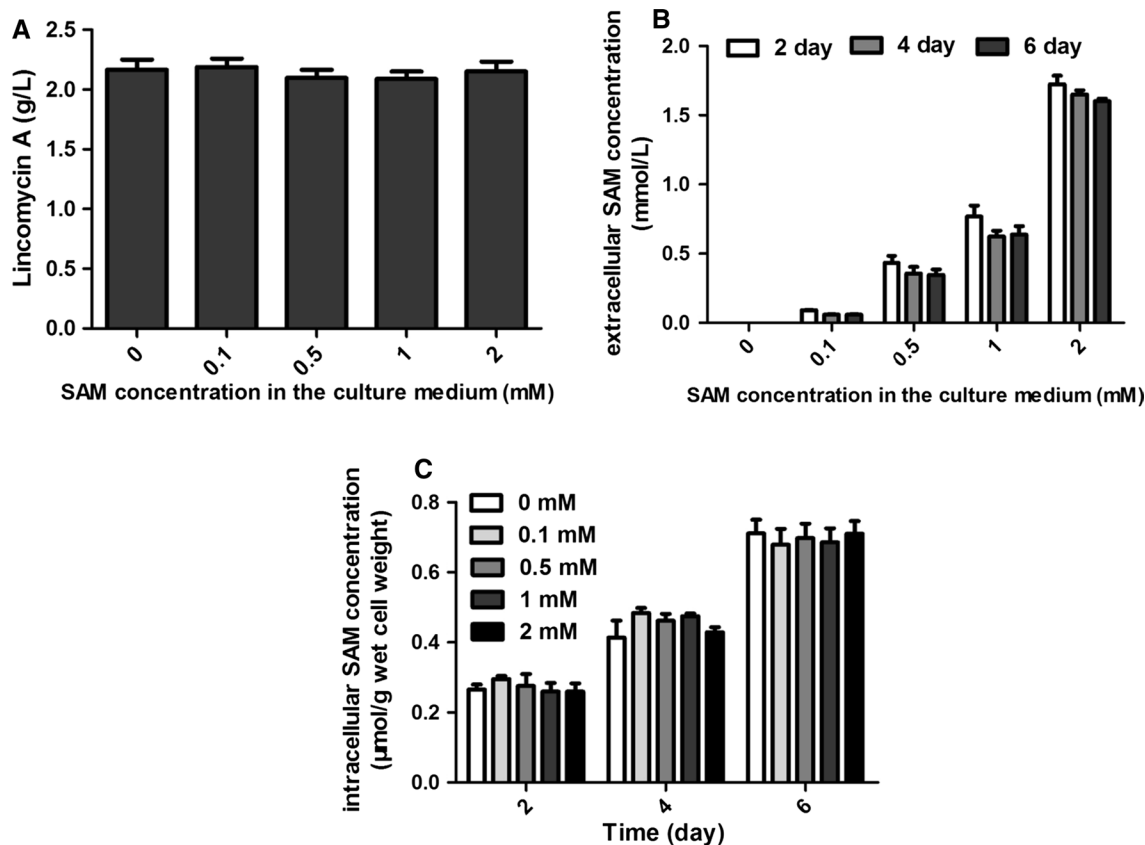 A
Lincomycin A (g/L)
2.5
2.0
1.5
1.0
0.5
0.0
0
0.1
0.5
1
2
SAM concentration in the culture medium (mM)
B
2 day
4 day
6 day
extracellular SAM concentration
(mmol/L)
2.0
1.5
1.0
0.5
0.0
0
0.1
0.5
1
2
SAM concentration in the culture medium (mM)
C
0 mM
0.1 mM
0.5 mM
1 mM
2 mM
intracellular SAM concentration
(μmol/g wet cell weight)
0.8
0.6
0.4
0.2
0.0
2
4
6
Time (day)